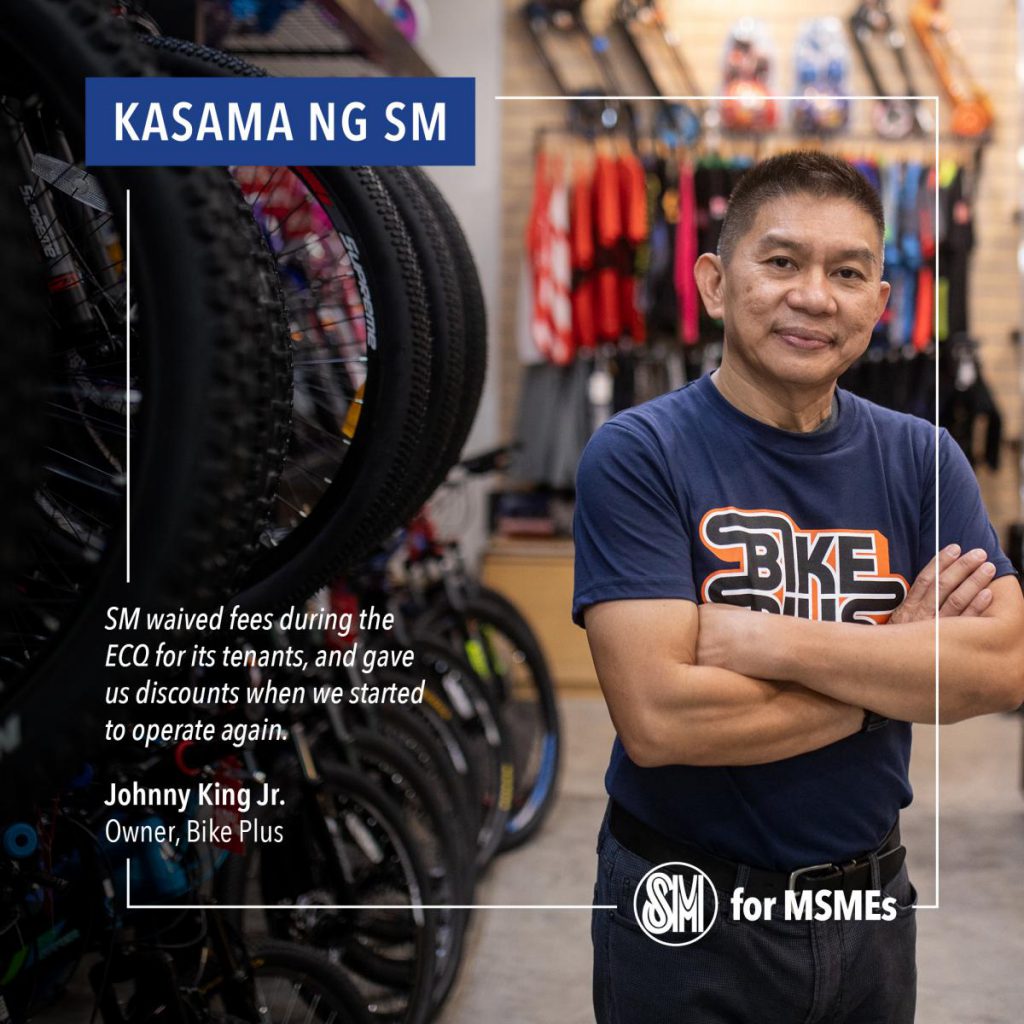 KASAMA NG SM
SUPREME
BIKE
PLUS
SM waived fees during the
ECQ for its tenants, and gave
us discounts when we started
to operate again.
Johnny King Jr.
Owner, Bike Plus
SM for MSMEs